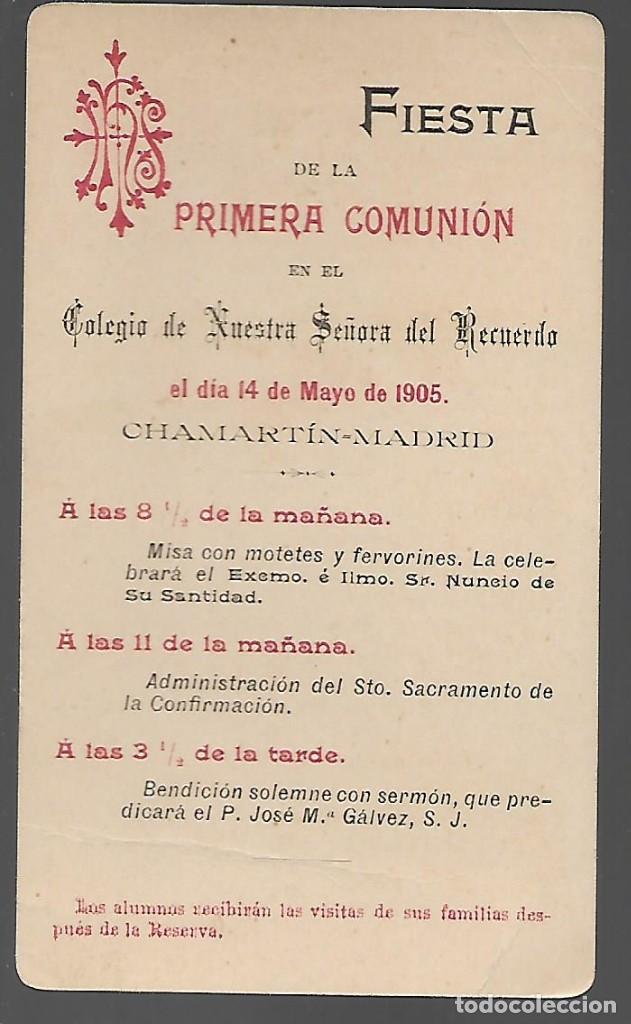 IHS
FIESTA
DE LA
PRIMERA COMUNIÓN
EN EL
Colegio de Nuestra Señora del Recuerdo
el día 14 de Mayo de 1905.
CHAMARTÍN-MADRID
Á las 8 1/2 de la mañana.
Misa con motetes y fervorines. La cele-
brará el Excmo. é Ilmo. Sr. Nuncio de
Su Santidad.
Á las 11 de la mañana.
Administración del Sto. Sacramento de
la Confirmación.
Á las 3 1/2 de la tarde.
Bendición solemne con sermón, que pre-
dicará el P. José M.ª Gálvez, S. J.
Los alumnos recibirán las visitas de sus familias des-
pués de la Reserva.
todocoleccion